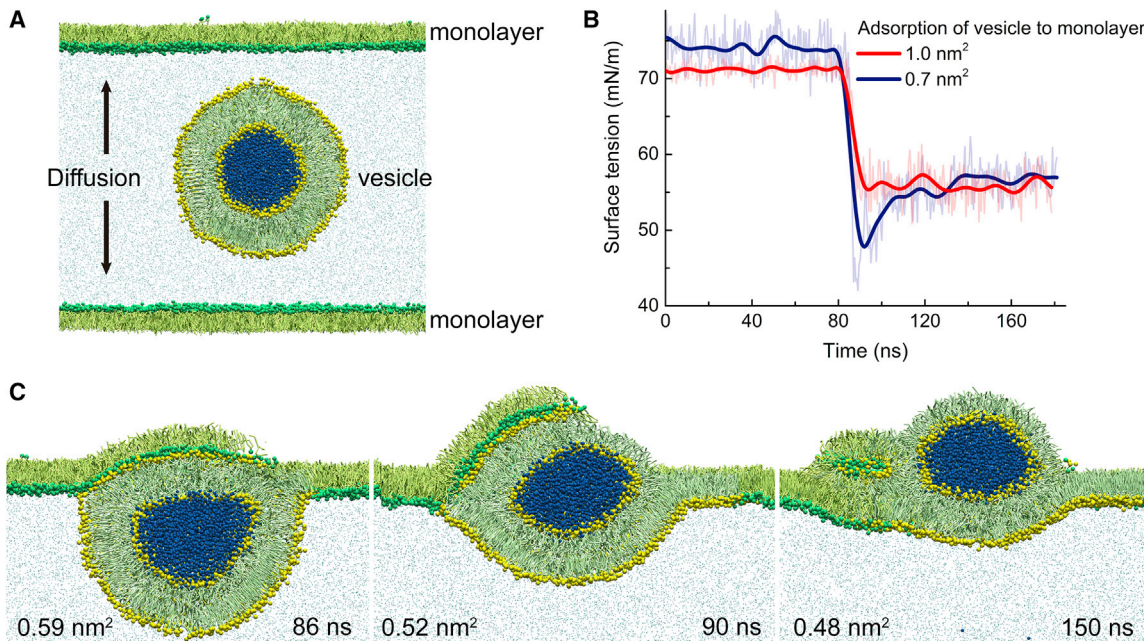 A
monolayer
Diffusion
vesicle
monolayer
B
Adsorption of vesicle to monolayer
1.0 nm²
0.7 nm²
Surface tension (mN/m)
70
60
50
40
0
40
80
120
160
Time (ns)
C
0.59 nm²
86 ns
0.52 nm²
90 ns
0.48 nm²
150 ns